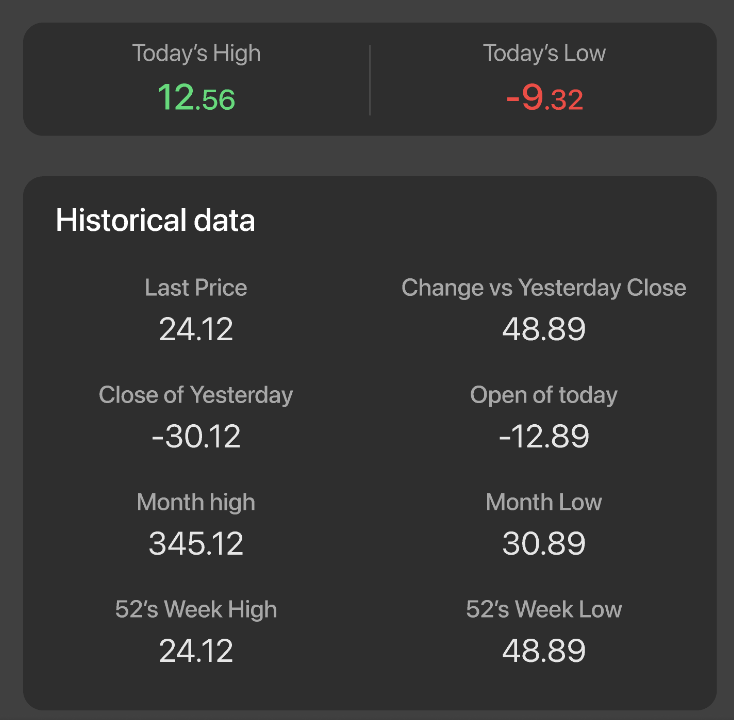 Today’s High Today’s Low
12.56 -9.32
Historical data
Last Price Change vs Yesterday Close
24.12 48.89
Close of Yesterday Open of today
-30.12 -12.89
Month high Month Low
345.12 30.89
52’s Week High 52’s Week Low
24.12 48.89